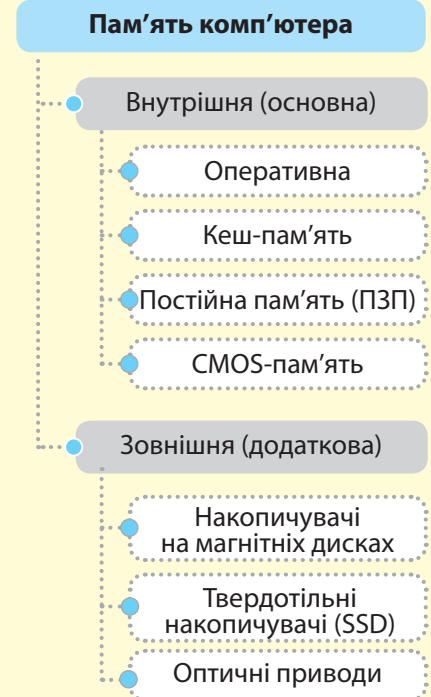 Пам’ять комп’ютера
Внутрішня (основна)
Оперативна
Кеш-пам’ять
Постійна пам’ять (ПЗП)
CMOS-пам’ять
Зовнішня (додаткова)
Накопичувачі
на магнітніх дисках
Твердотільні
накопичувачі (SSD)
Оптичні приводи